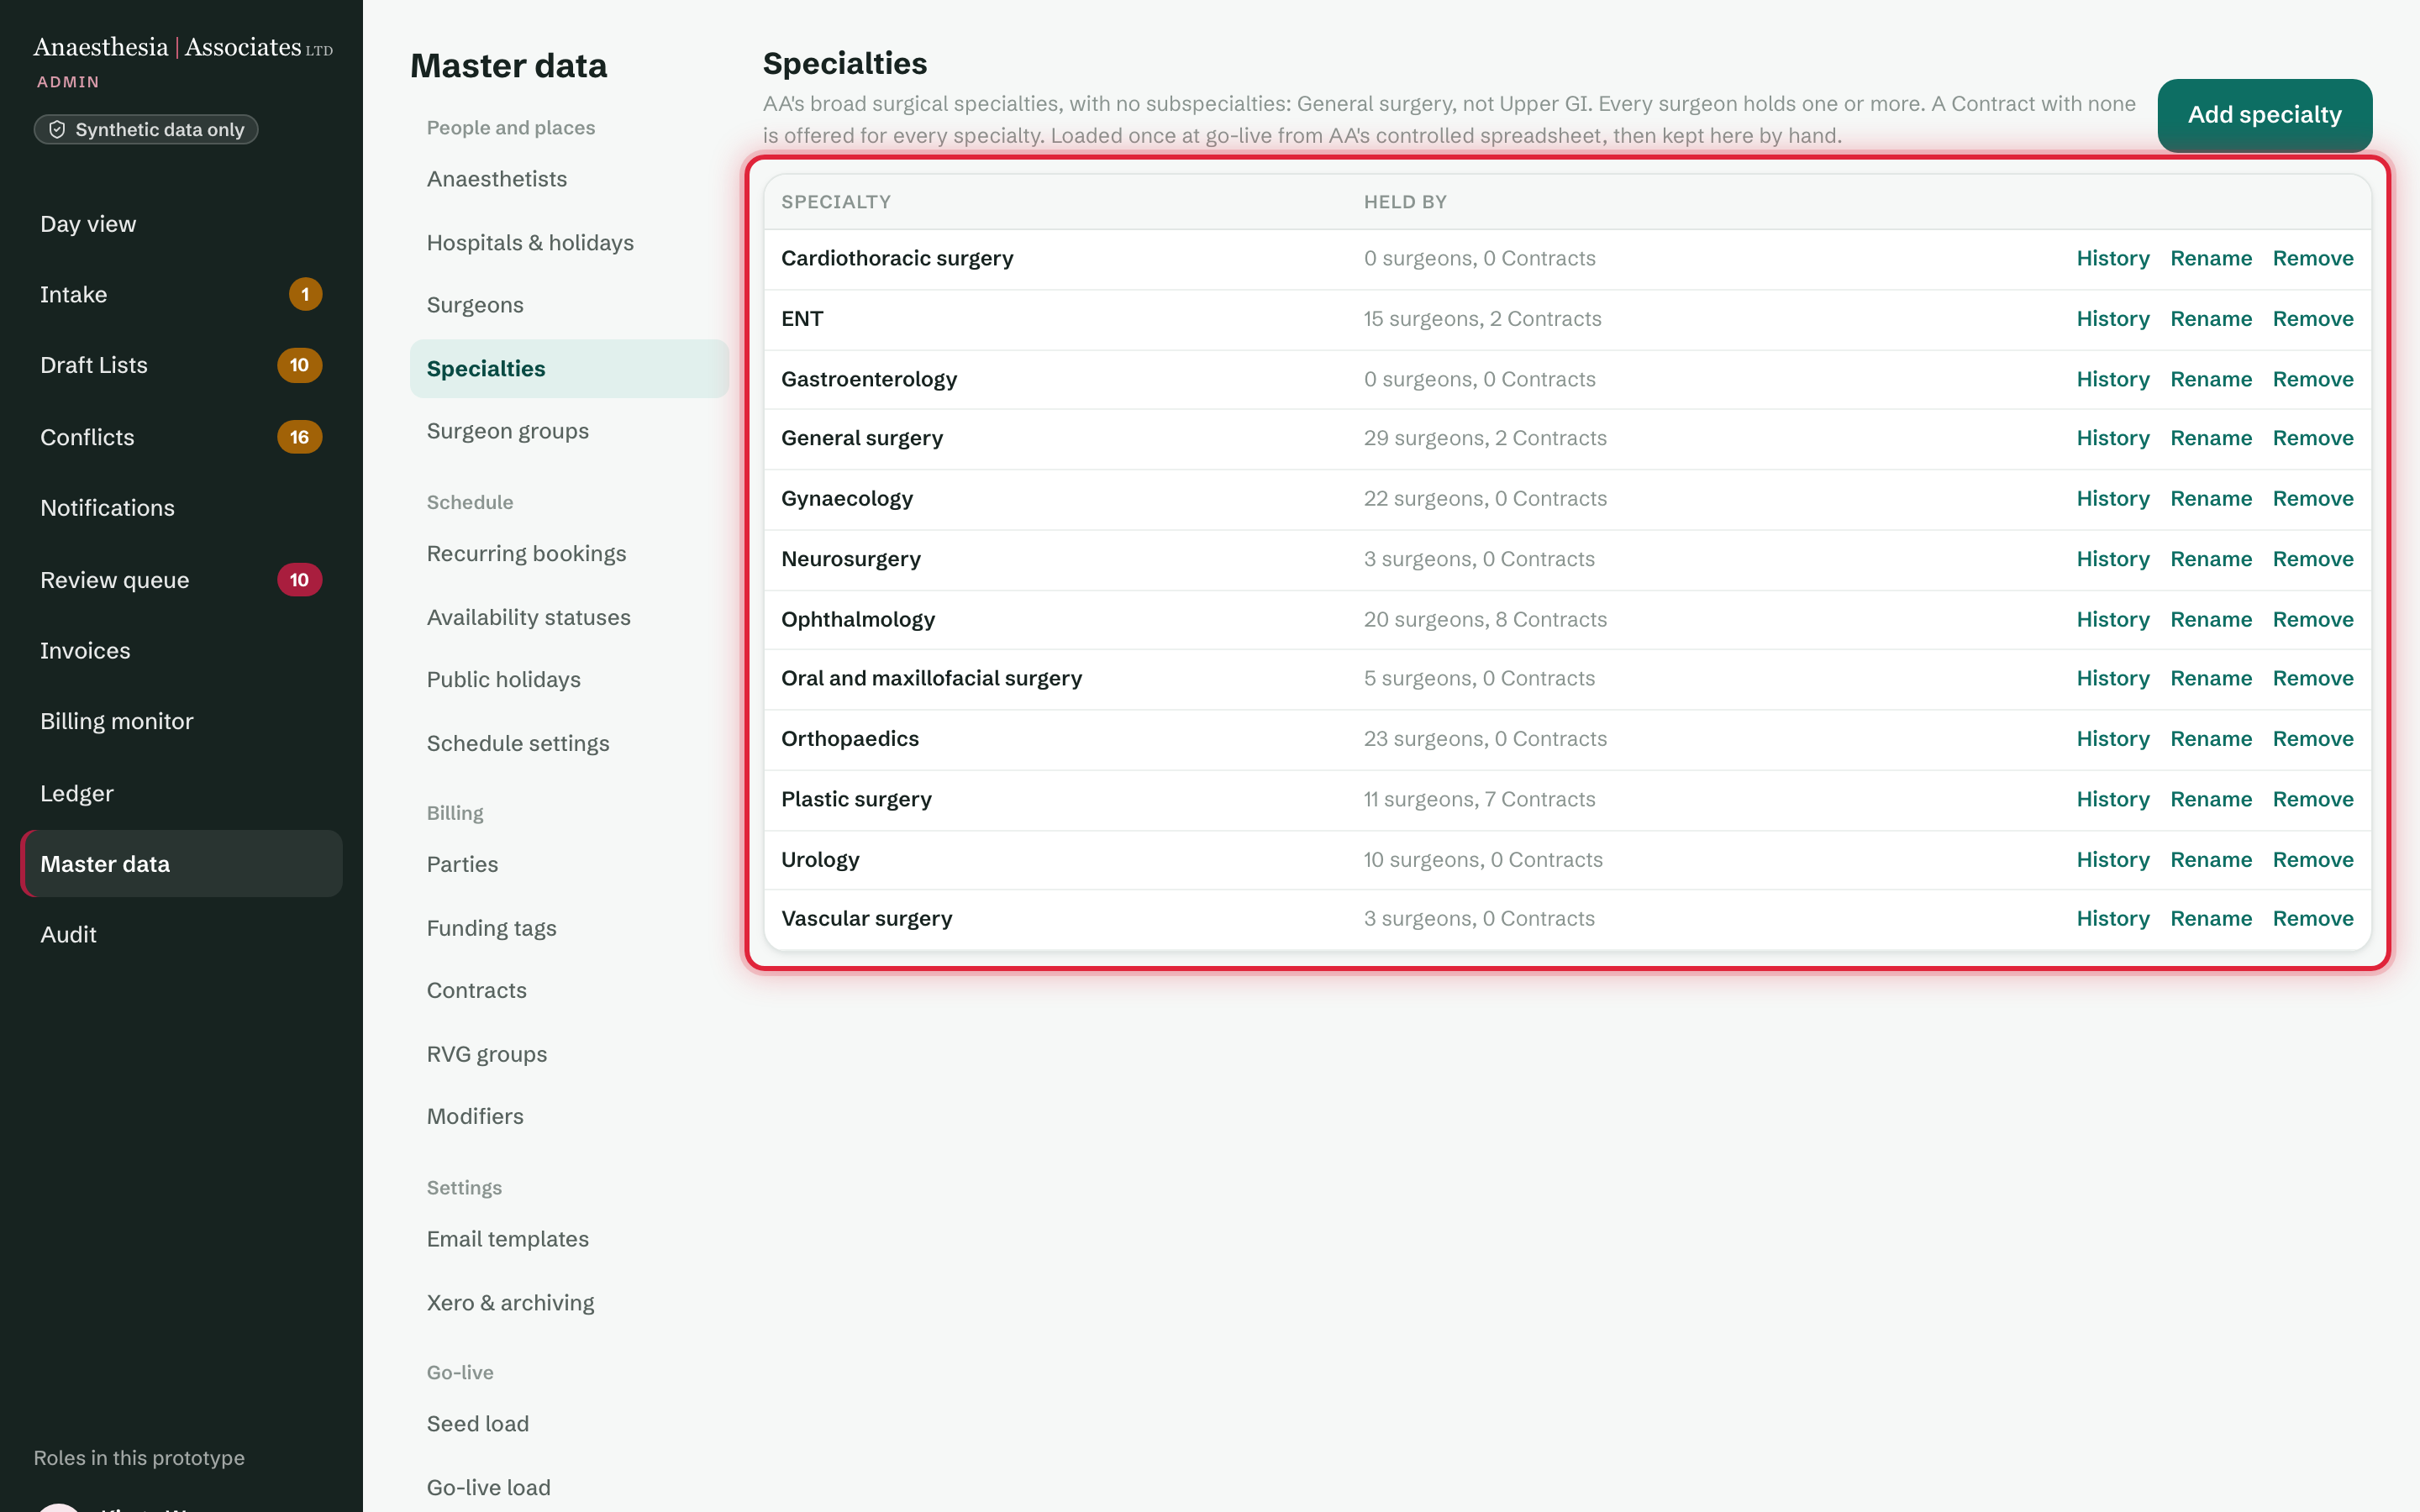 Anaesthesia | Associates LTD
ADMIN
Synthetic data only
Day view
Intake 1
Draft Lists 10
Conflicts 16
Notifications
Review queue 10
Invoices
Billing monitor
Ledger
Master data
Audit
Roles in this prototype
Master data
People and places
Anaesthetists
Hospitals & holidays
Surgeons
Specialties
Surgeon groups
Schedule
Recurring bookings
Availability statuses
Public holidays
Schedule settings
Billing
Parties
Funding tags
Contracts
RVG groups
Modifiers
Settings
Email templates
Xero & archiving
Go-live
Seed load
Go-live load
Specialties
AA's broad surgical specialties, with no subspecialties: General surgery, not Upper GI. Every surgeon holds one or more. A Contract with none
is offered for every specialty. Loaded once at go-live from AA's controlled spreadsheet, then kept here by hand.
Add specialty
SPECIALTY HELD BY
Cardiothoracic surgery 0 surgeons, 0 Contracts History Rename Remove
ENT 15 surgeons, 2 Contracts History Rename Remove
Gastroenterology 0 surgeons, 0 Contracts History Rename Remove
General surgery 29 surgeons, 2 Contracts History Rename Remove
Gynaecology 22 surgeons, 0 Contracts History Rename Remove
Neurosurgery 3 surgeons, 0 Contracts History Rename Remove
Ophthalmology 20 surgeons, 8 Contracts History Rename Remove
Oral and maxillofacial surgery 5 surgeons, 0 Contracts History Rename Remove
Orthopaedics 23 surgeons, 0 Contracts History Rename Remove
Plastic surgery 11 surgeons, 7 Contracts History Rename Remove
Urology 10 surgeons, 0 Contracts History Rename Remove
Vascular surgery 3 surgeons, 0 Contracts History Rename Remove